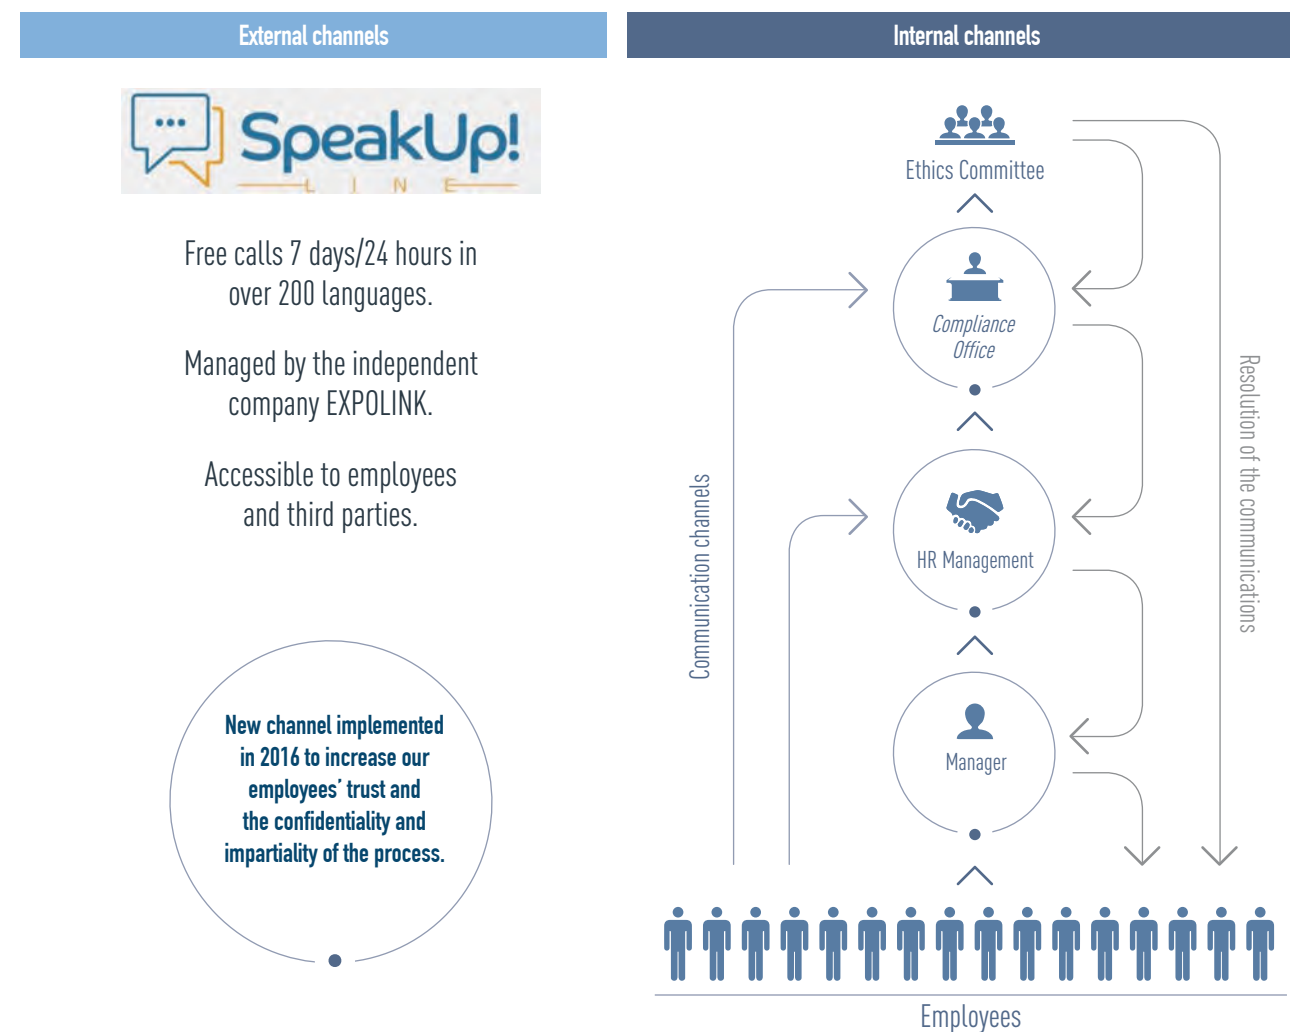 External channels
SpeakUp!
LINE
Free calls 7 days/24 hours in
over 200 languages.
Managed by the independent
company EXPOLINK.
Accessible to employees
and third parties.
New channel implemented
in 2016 to increase our
employees’ trust and
the confidentiality and
impartiality of the process.
Internal channels
Ethics Committee
Compliance
Office
HR Management
Manager
Communication channels
Resolution of the communications
Employees